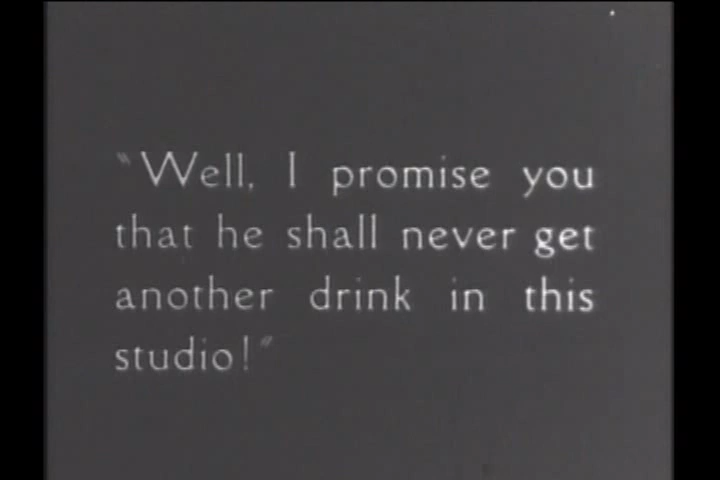 "Well, I promise you
that he shall never get
another drink in this
studio!"